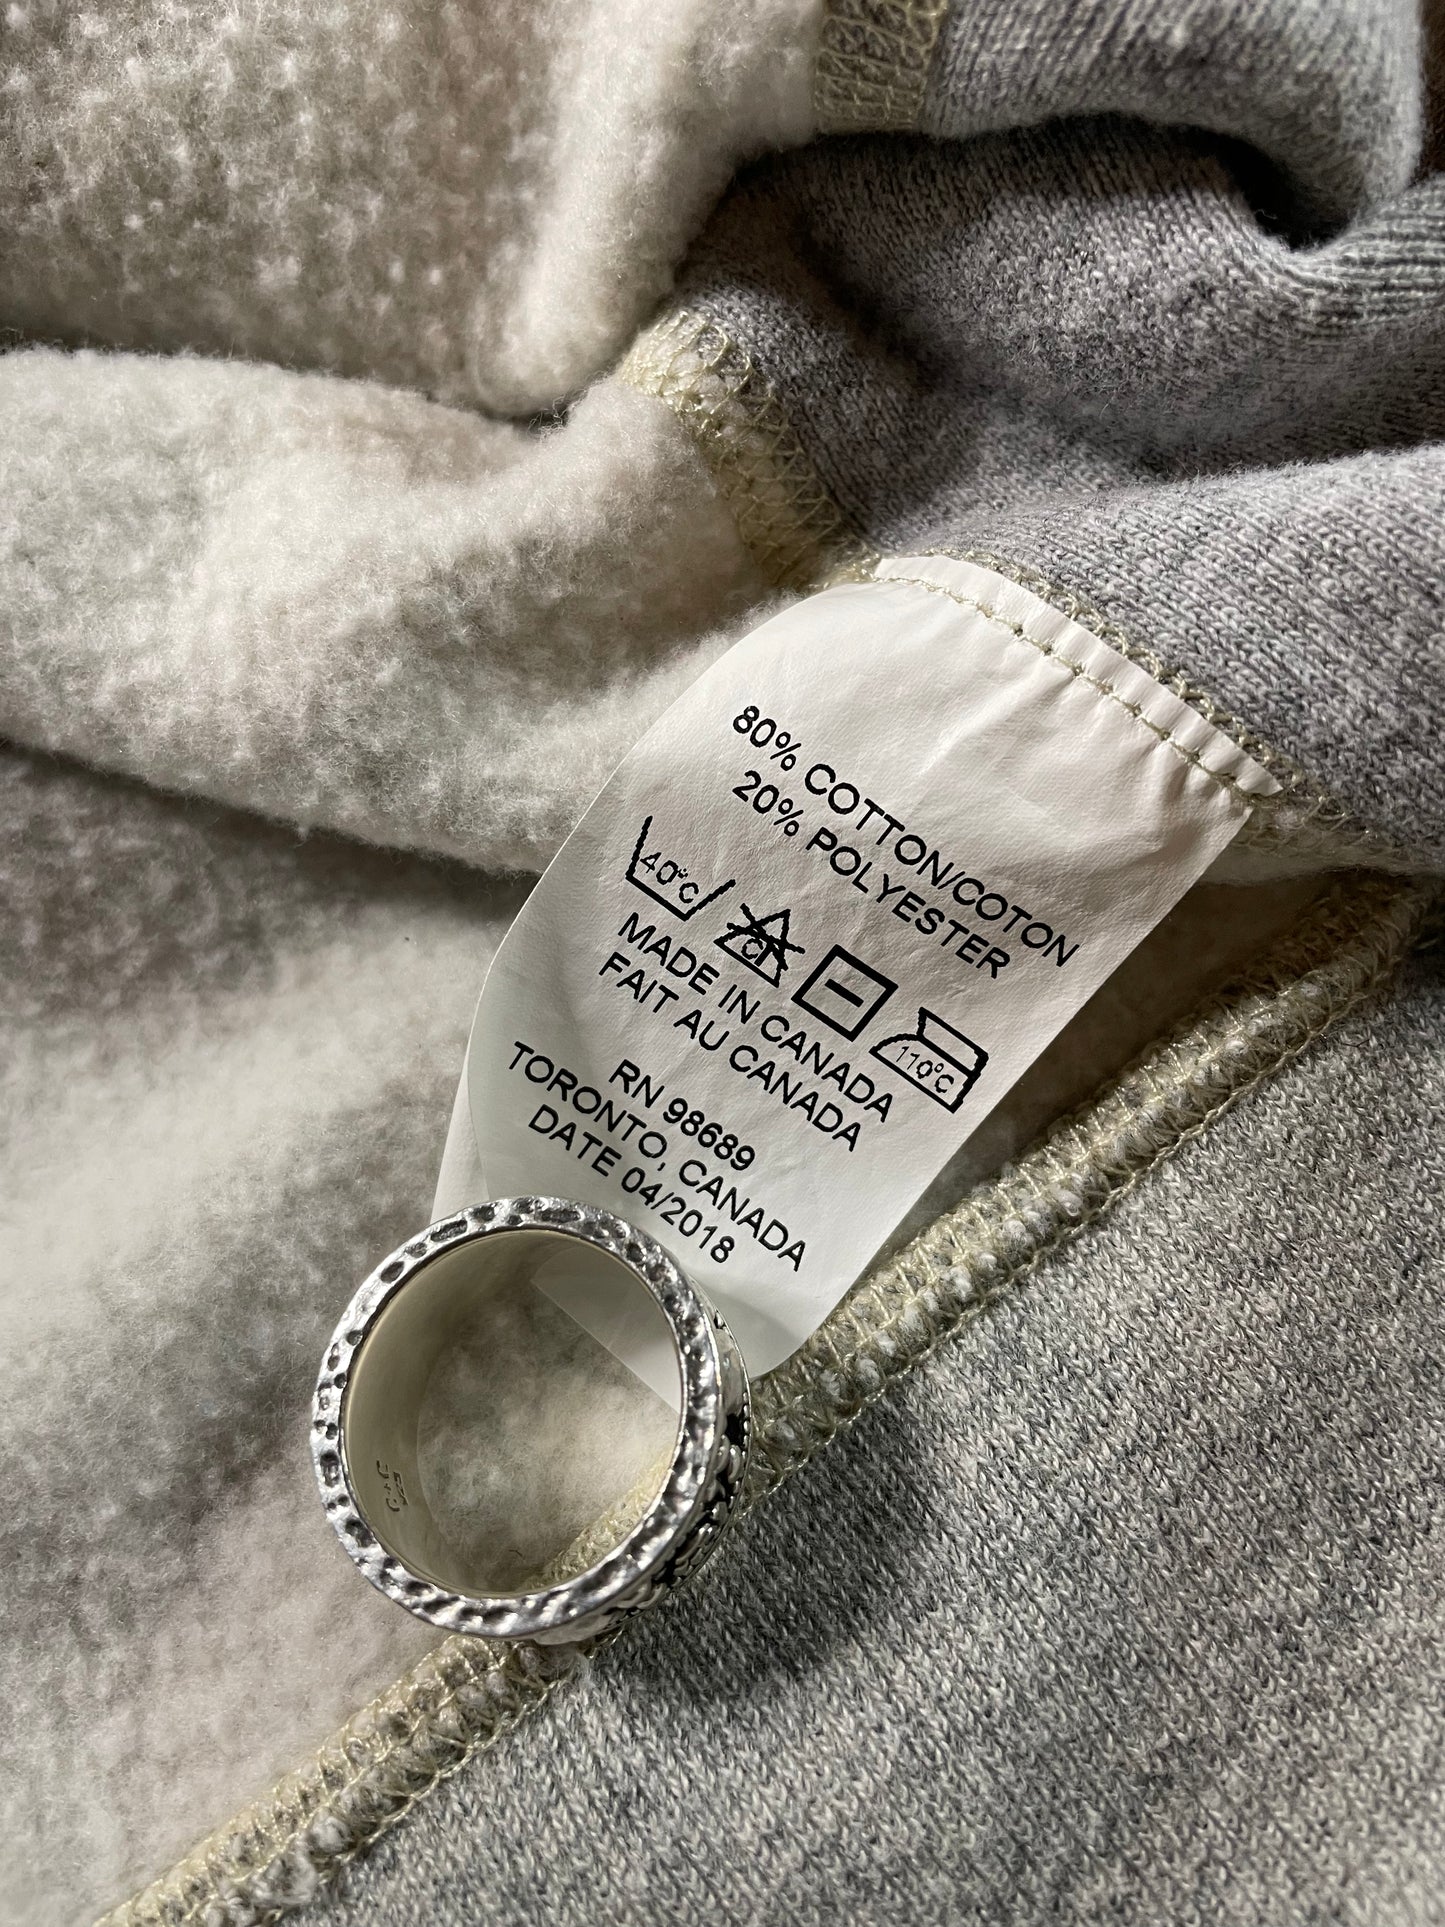 80% COTTON/COTON
20% POLYESTER
40°C
Cl
110°C
MADE IN CANADA
FAIT AU CANADA
RN 98689
TORONTO, CANADA
DATE 04/2018